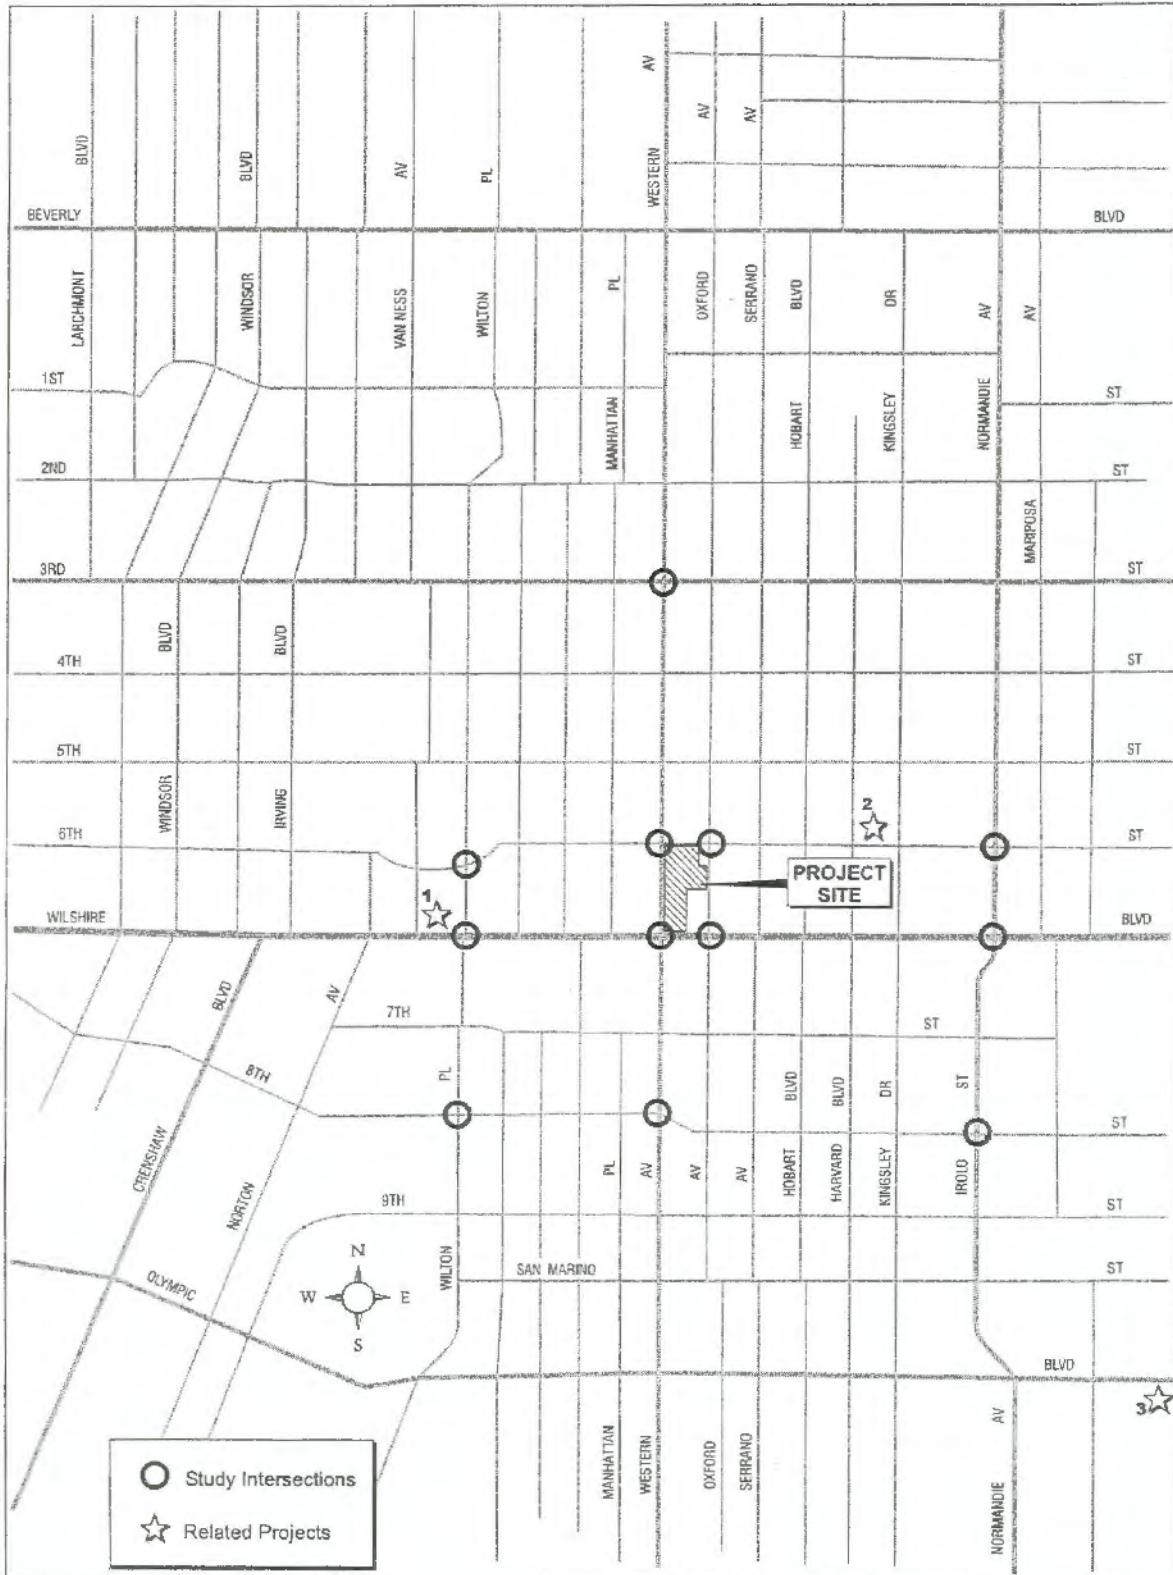 AV
AV
AV
BLVD
BLVD
AV
PL
WESTERN
BEVERLY
BLVD
LARCHMONT
WINDSOR
VAN NESS
WILTON
PL
OXFORD
SERRANO
BLVD
DR
AV
AV
1ST
ST
MANHATTAN
HOBART
KINGSLEY
NORMANDIE
2ND
ST
MARIPOSA
3RD
ST
BLVD
BLVD
4TH
ST
5TH
ST
WINDSOR
IRVING
2
6TH
ST
PROJECT
SITE
1
WILSHIRE
BLVD
BLVD
AV
7TH
ST
8TH
PL
BLVD
BLVD
DR
ST
ST
CRENSHAW
NORTON
PL
AV
AV
AV
HOBART
HARVARD
KINGSLEY
IROLO
9TH
ST
N
W
E
S
OLYMPIC
WILTON
SAN MARINO
ST
BLVD
3
MANHATTAN
WESTERN
OXFORD
SERRANO
AV
NORMANDIE
Study Intersections
Related Projects